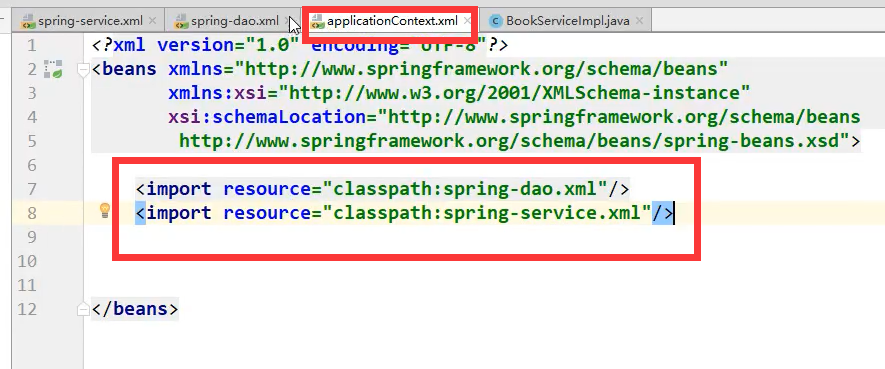 spring-service.xml spring-dao.xml applicationContext.xml BookServiceImpl.java
1 <?xml version="1.0" encoding="UTF-8"?>
2 <beans xmlns="http://www.springframework.org/schema/beans"
3 xmlns:xsi="http://www.w3.org/2001/XMLSchema-instance"
4 xsi:schemaLocation="http://www.springframework.org/schema/beans
5 http://www.springframework.org/schema/beans/spring-beans.xsd">
6
7 <import resource="classpath:spring-dao.xml"/>
8 <import resource="classpath:spring-service.xml"/>
9
10
11
12 </beans>